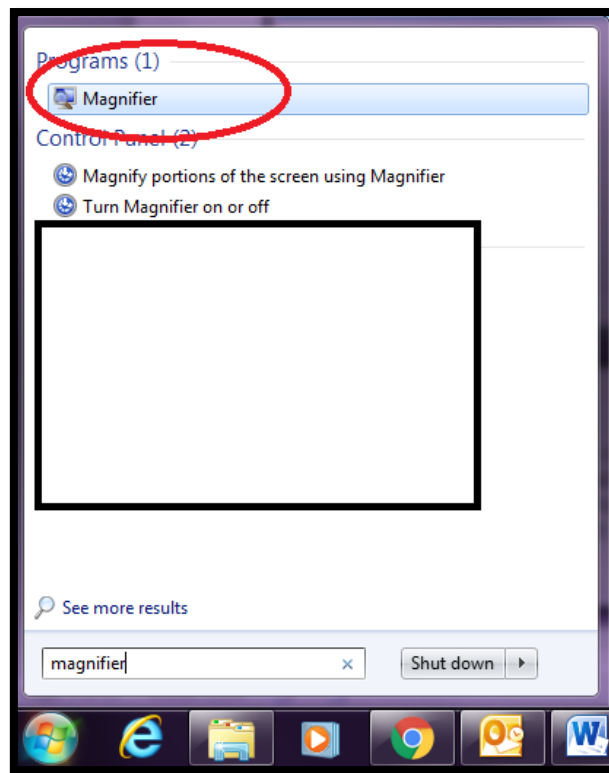 Programs (1)
Magnifier
Control Panel (2)
Magnify portions of the screen using Magnifier
Turn Magnifier on or off
See more results
magnifier
Shut down